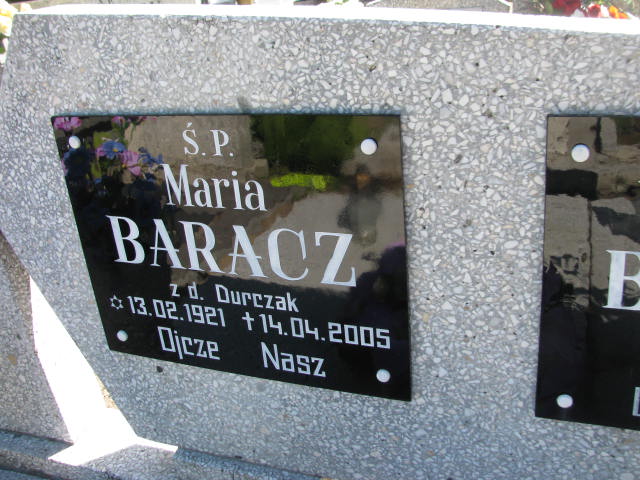 Ś.P.
Maria
BARACZ
z d. Durczak
✡ 13.02.1921 ✝ 14.04.2005
Ojcze Nasz
B